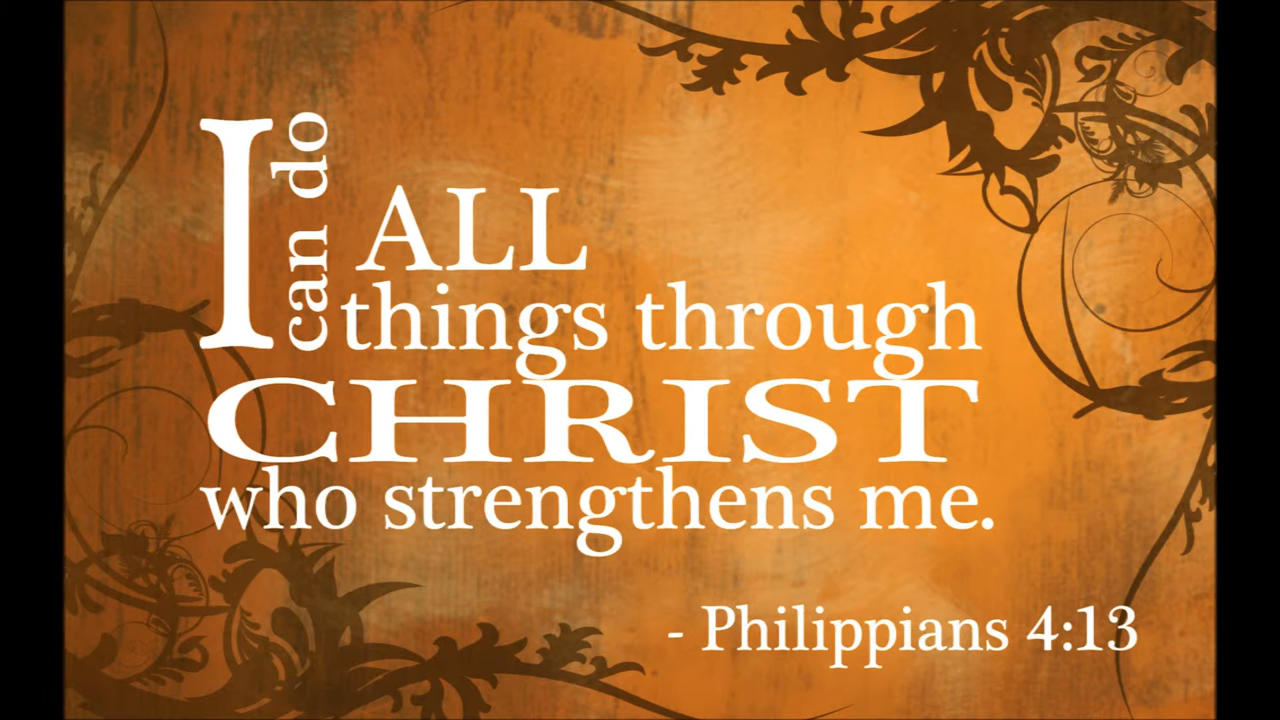 I can do ALL
things through
CHRIST
who strengthens me.
- Philippians 4:13